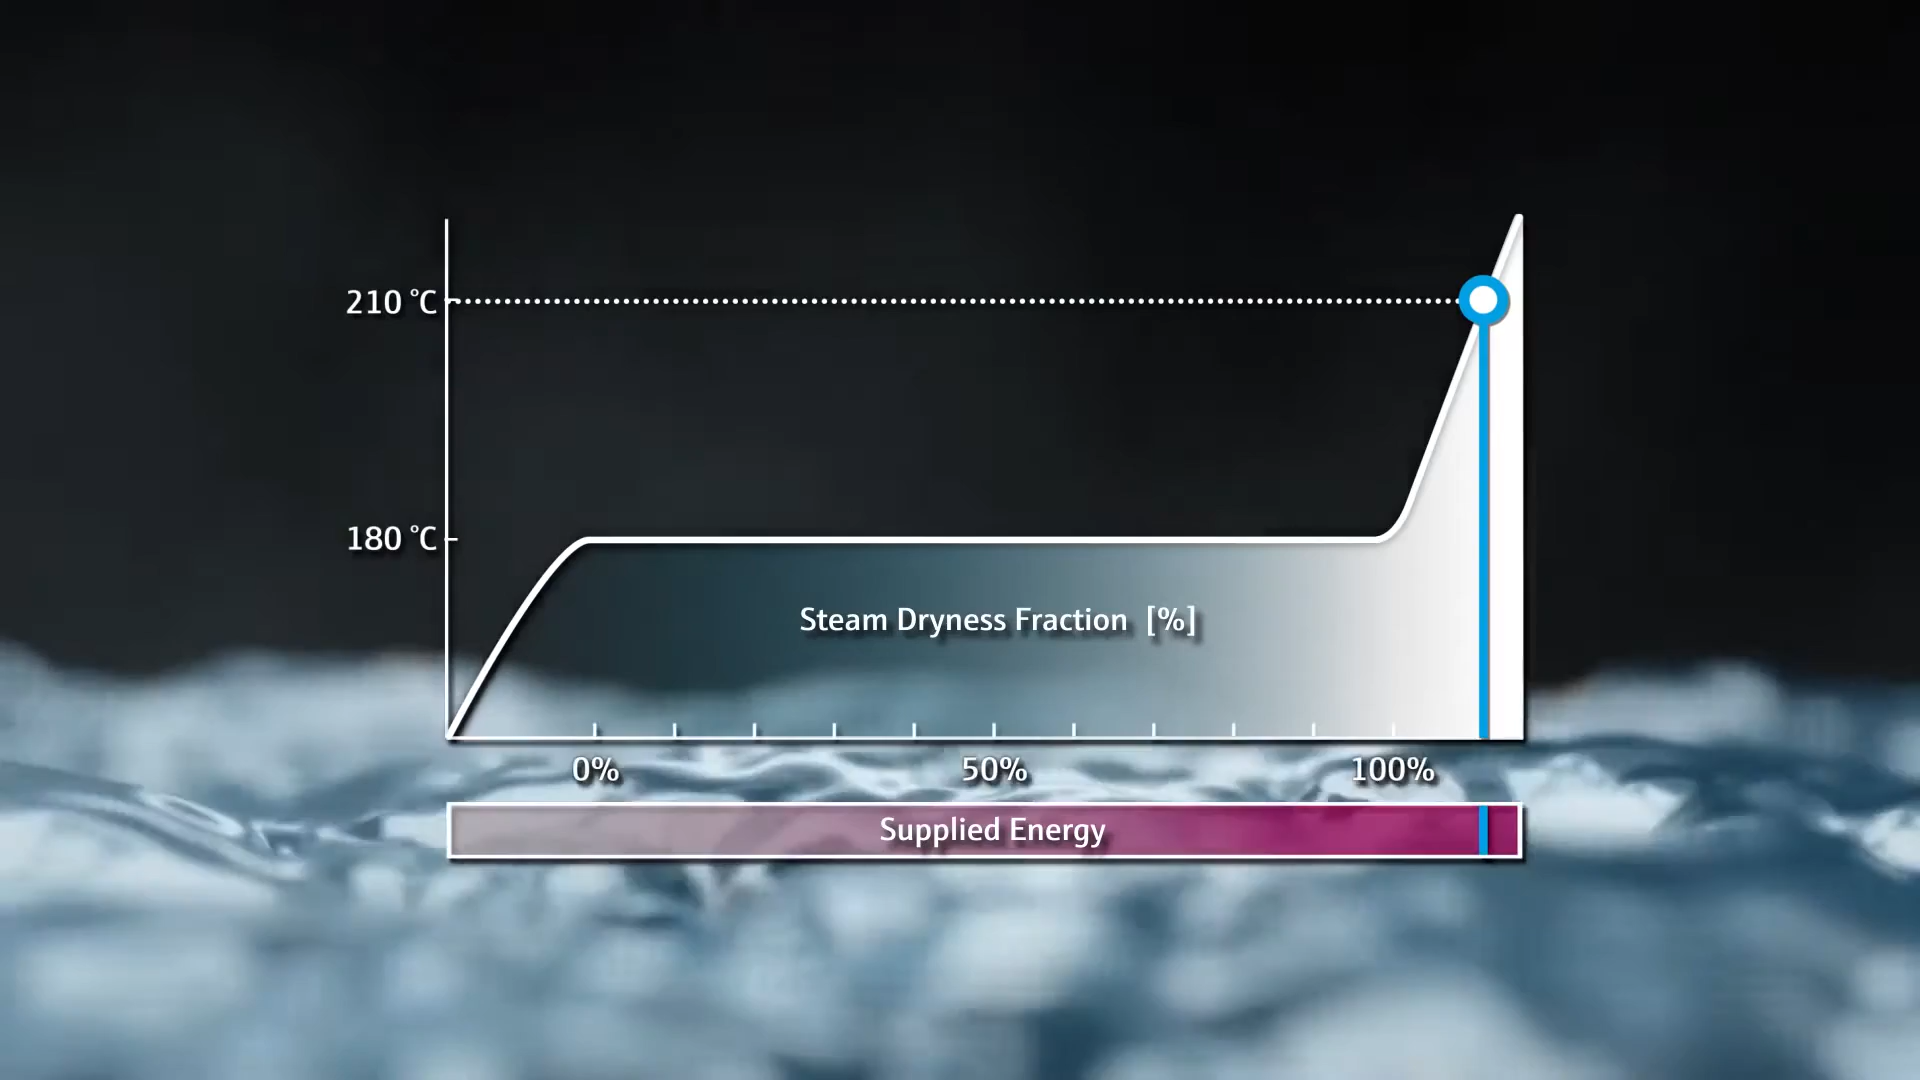 210 °C
180 °C
Steam Dryness Fraction [%]
0% 50% 100%
Supplied Energy